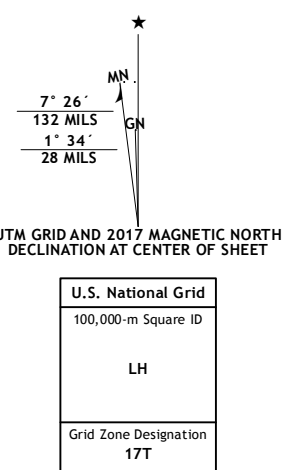 ★
MN
7° 26´
132 MILS
GN
1° 34´
28 MILS
UTM GRID AND 2017 MAGNETIC NORTH
DECLINATION AT CENTER OF SHEET
U.S. National Grid
100,000-m Square ID
LH
Grid Zone Designation
17T